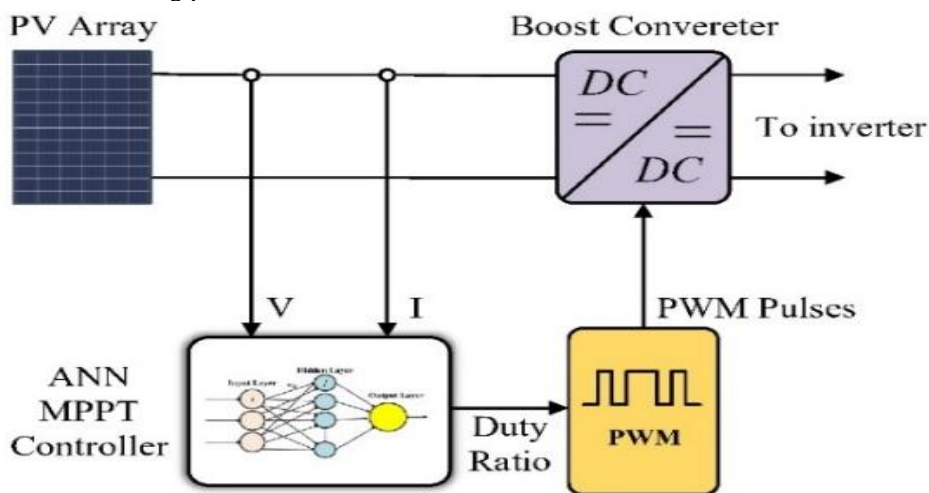 PV Array
Boost Convereter
DC
DC
To inverter
V
I
PWM Pulses
ANN
MPPT
Controller
Input Layer
Hidden Layer
Output Layer
Duty
Ratio
PWM